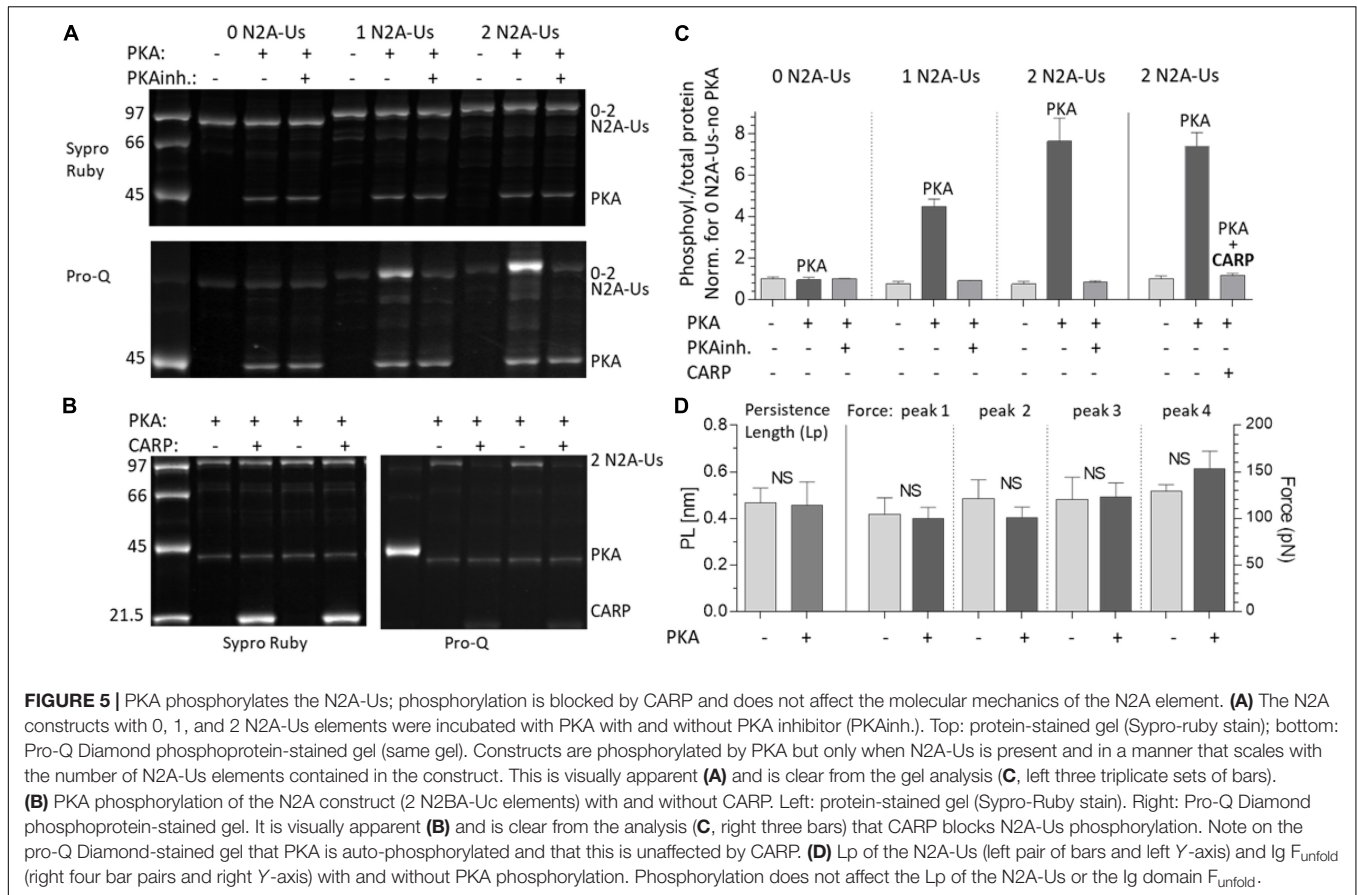 A
0 N2A-Us 1 N2A-Us 2 N2A-Us
PKA: - + + - + + - + +
PKAinh.: - + - + - +
97
66
45
Sypro
Ruby
0-2
N2A-Us
PKA
Pro-Q
45
0-2
N2A-Us
PKA
B
PKA: + + + + + + + +
CARP: - + - + - + - +
97
66
45
21.5
2 N2A-Us
PKA
CARP
Sypro Ruby Pro-Q
C
0 N2A-Us 1 N2A-Us 2 N2A-Us 2 N2A-Us
Phosphoyl./total protein
Norm. for 0 N2A-Us-no PKA
8
6
4
2
0
PKA
PKA
PKA
PKA
PKA
+
CARP
PKA - + + - + + - + + - + +
PKAinh. - - + - - + - - + - - -
CARP - - - - - - - - - - - +
D
Persistence
Length (Lp)
Force: peak 1 peak 2 peak 3 peak 4
PL [nm]
0.8
0.6
0.4
0.2
0.0
NS NS NS NS NS
200
150
100
50
0
Force (pN)
PKA - + - + - + - + - +
FIGURE 5 | PKA phosphorylates the N2A-Us; phosphorylation is blocked by CARP and does not affect the molecular mechanics of the N2A element. (A) The N2A
constructs with 0, 1, and 2 N2A-Us elements were incubated with PKA with and without PKA inhibitor (PKAinh.). Top: protein-stained gel (Sypro-ruby stain); bottom:
Pro-Q Diamond phosphoprotein-stained gel (same gel). Constructs are phosphorylated by PKA but only when N2A-Us is present and in a manner that scales with
the number of N2A-Us elements contained in the construct. This is visually apparent (A) and is clear from the gel analysis (C, left three triplicate sets of bars).
(B) PKA phosphorylation of the N2A construct (2 N2BA-Uc elements) with and without CARP. Left: protein-stained gel (Sypro-Ruby stain). Right: Pro-Q Diamond
phosphoprotein-stained gel. It is visually apparent (B) and is clear from the analysis (C, right three bars) that CARP blocks N2A-Us phosphorylation. Note on the
pro-Q Diamond-stained gel that PKA is auto-phosphorylated and that this is unaffected by CARP. (D) Lp of the N2A-Us (left pair of bars and left Y-axis) and Ig Funfold
(right four bar pairs and right Y-axis) with and without PKA phosphorylation. Phosphorylation does not affect the Lp of the N2A-Us or the Ig domain Funfold.